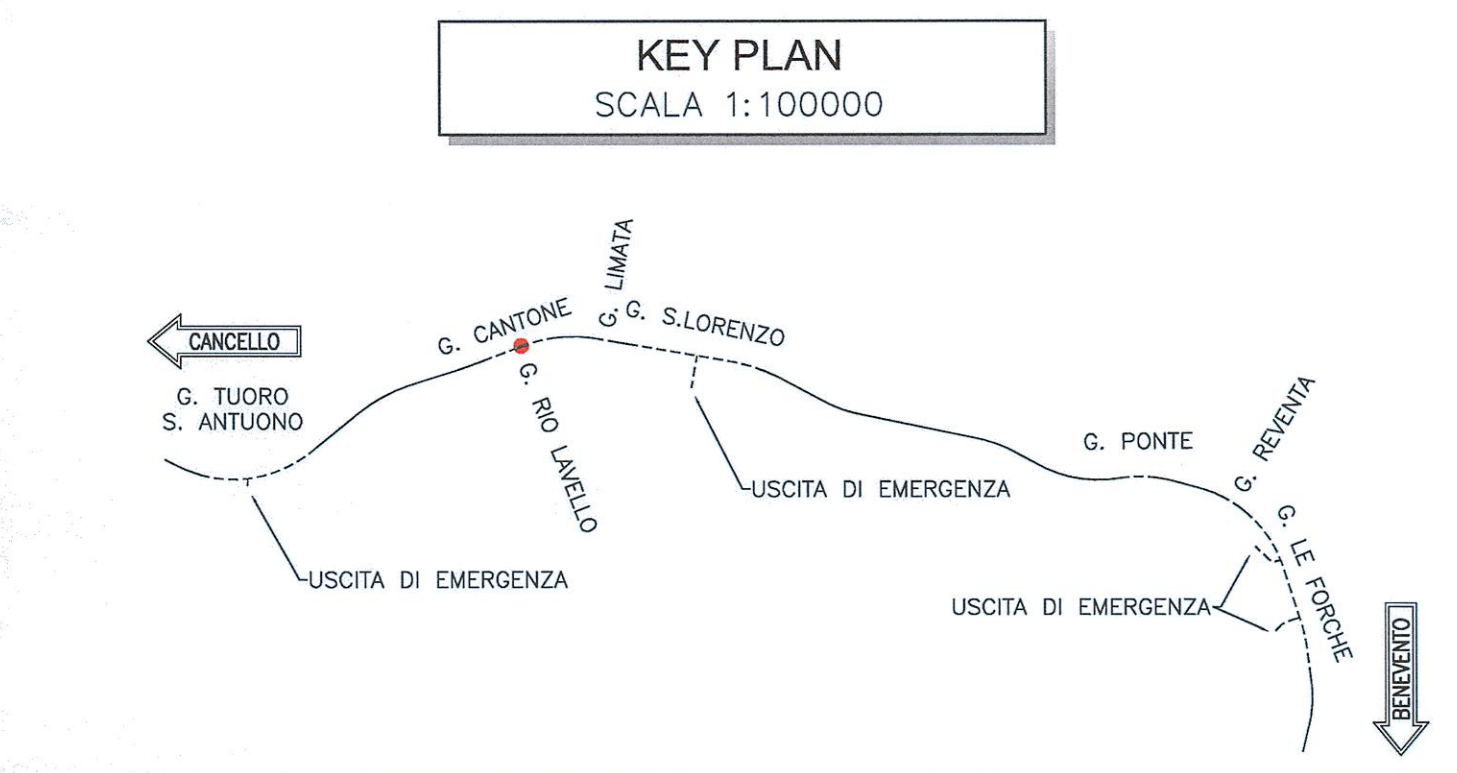 KEY PLAN
SCALA 1:100000
CANCELLO
G. TUORO
S. ANTUONO
G. CANTONE
G. RIO LAVELLO
G. LIMATA
G. S.LORENZO
USCITA DI EMERGENZA
USCITA DI EMERGENZA
G. PONTE
G. REVENTA
G. LE FORCHE
USCITA DI EMERGENZA
BENEVENTO